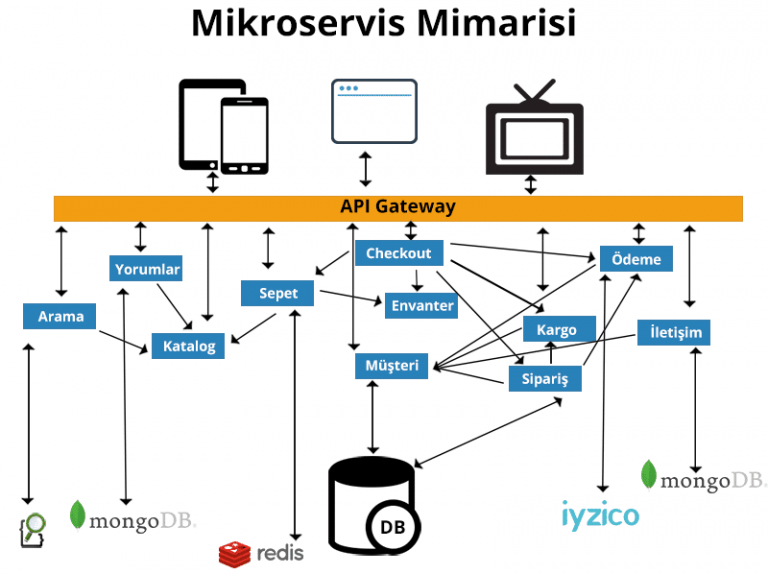 Mikroservis Mimarisi
API Gateway
Checkout
Yorumlar
Ödeme
Sepet
Envanter
Arama
Kargo
İletişim
Katalog
Müşteri
Sipariş
mongoDB.
mongoDB.
iyzico
DB
redis